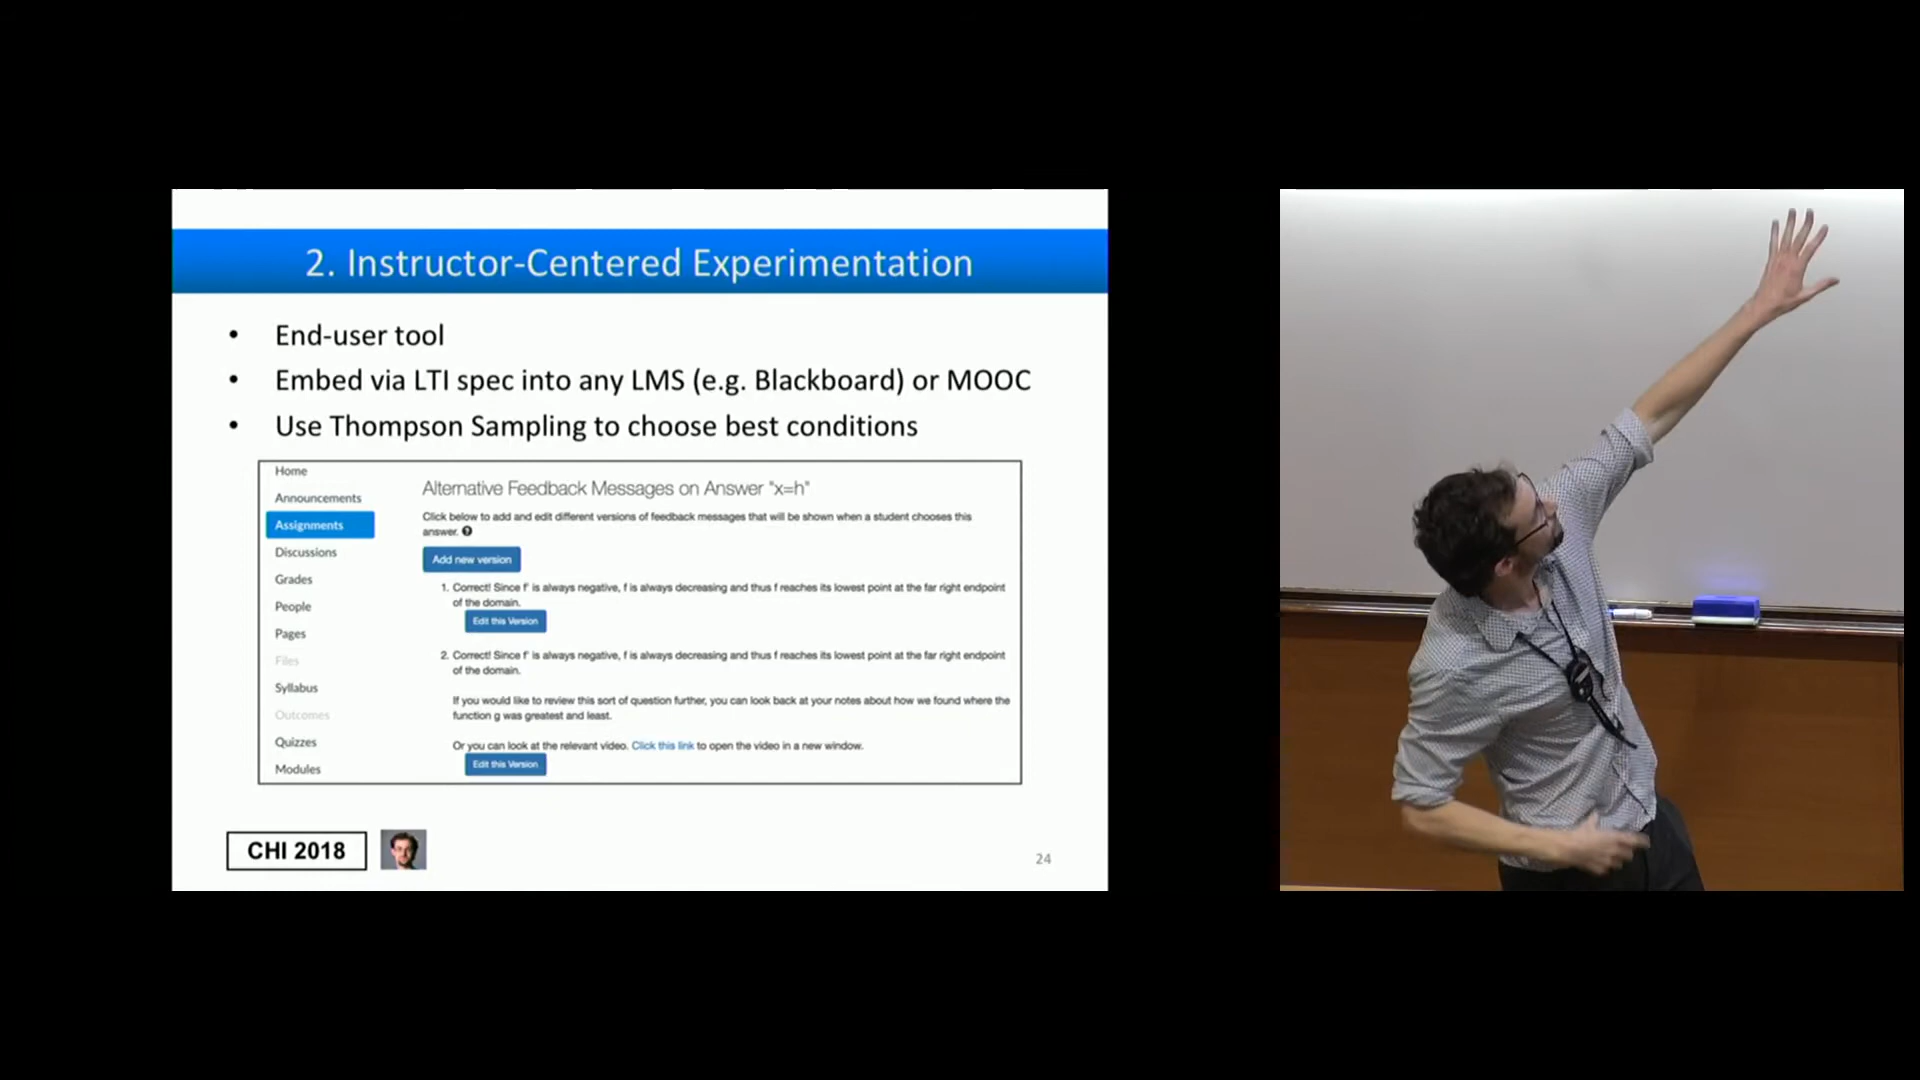 2. Instructor-Centered Experimentation
• End-user tool
• Embed via LTI spec into any LMS (e.g. Blackboard) or MOOC
• Use Thompson Sampling to choose best conditions
Home
Announcements
Assignments
Discussions
Grades
People
Pages
Files
Syllabus
Outcomes
Quizzes
Modules
Alternative Feedback Messages on Answer "x=h"
Click below to add and edit different versions of feedback messages that will be shown when a student chooses this
answer. ?
Add new version
1. Correct! Since f' is always negative, f is always decreasing and thus f reaches its lowest point at the far right endpoint
of the domain.
Edit this Version
2. Correct! Since f' is always negative, f is always decreasing and thus f reaches its lowest point at the far right endpoint
of the domain.
If you would like to review this sort of question further, you can look back at your notes about how we found where the
function g was greatest and least.
Or you can look at the relevant video. Click this link to open the video in a new window.
Edit this Version
CHI 2018
24